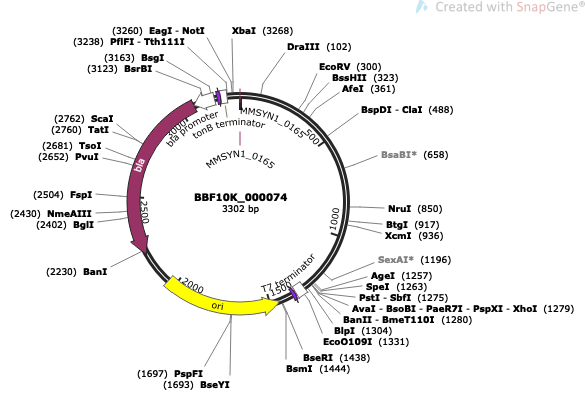 Created with SnapGene®
(3260) EagI - NotI
XbaI (3268)
(3238) PflFI - Tth111I
DraIII (102)
(3163) BsgI
(3123) BsrBI
EcoRV (300)
BssHII (323)
AfeI (361)
BspDI - ClaI (488)
(2762) ScaI
(2760) TatI
(2681) TsoI
(2652) PvuI
BsaBI* (658)
(2504) FspI
(2430) NmeAIII
(2402) BglI
NruI (850)
BtgI (917)
XcmI (936)
(2230) BanI
SexAI* (1196)
AgeI (1257)
SpeI (1263)
PstI - SbfI (1275)
AvaI - BsoBI - PaeR7I - PspXI - XhoI (1279)
BanII - BmeT110I (1280)
BlpI (1304)
EcoO109I (1331)
BseRI (1438)
BsmI (1444)
(1697) PspFI
(1693) BseYI
MMSYN1_0165
bla promoter
tonB terminator
MMSYN1_0165
bla
BBF10K_000074
3302 bp
T7 terminator
ori
500
1000
1500
2000
2500
3000